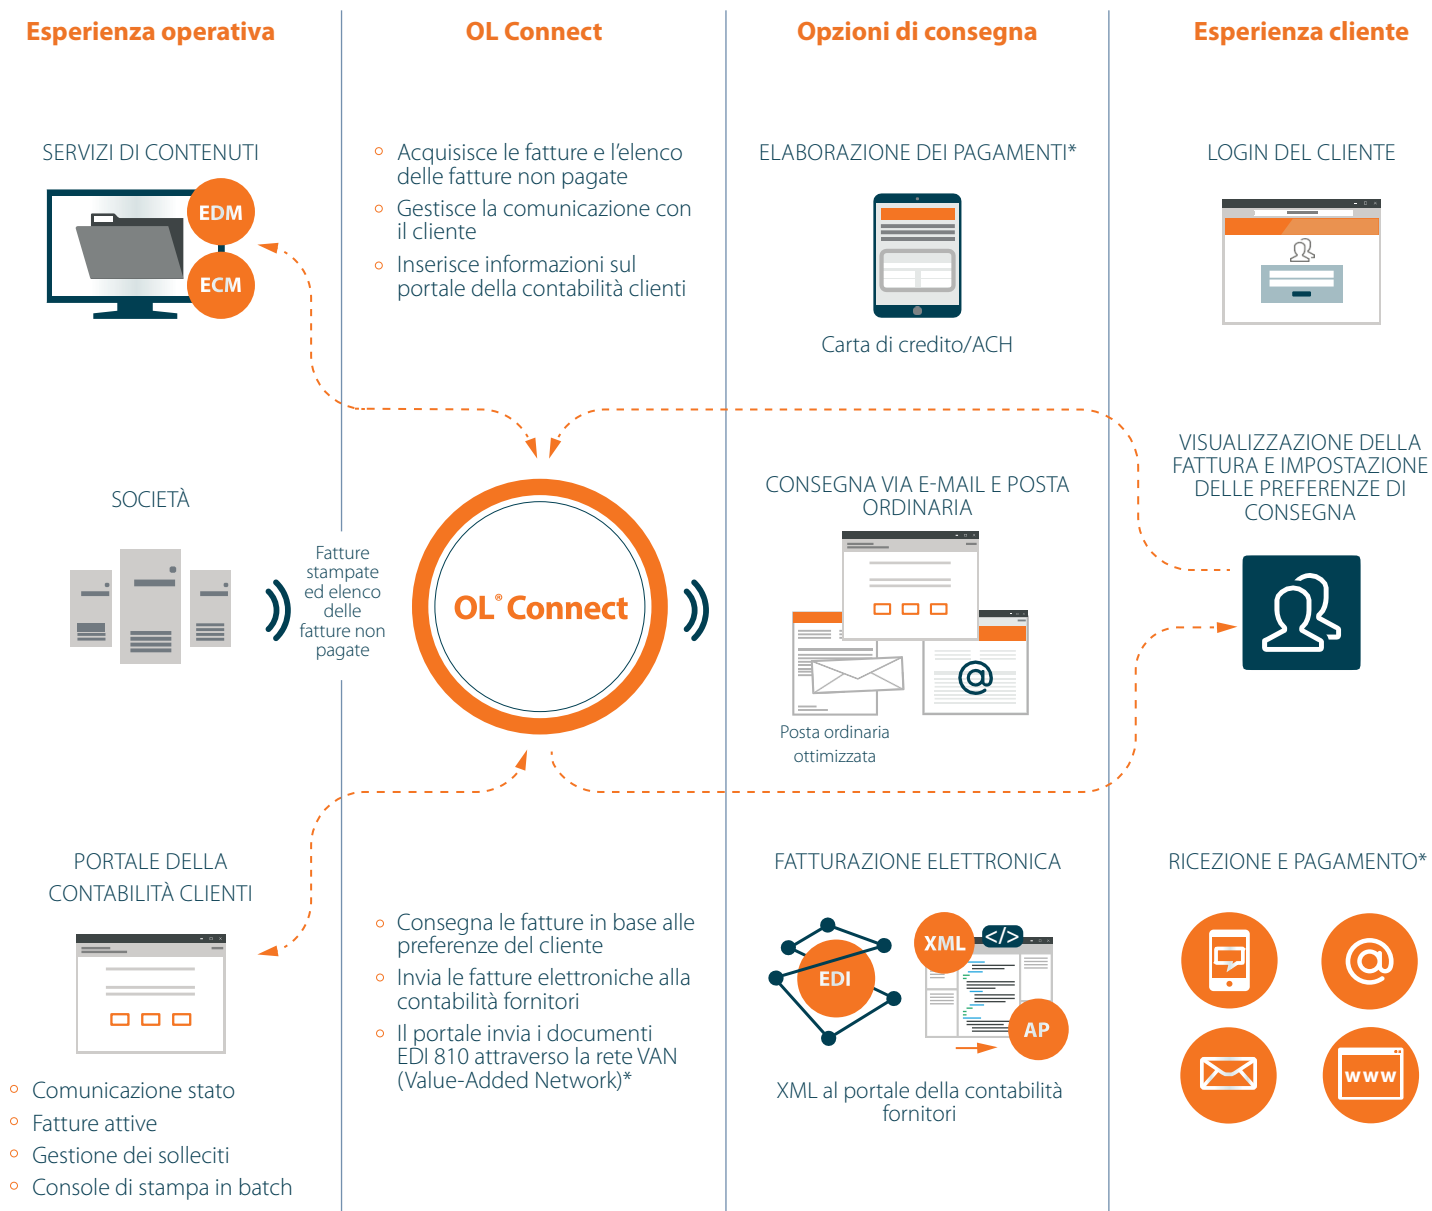 Esperienza operativa
SERVIZI DI CONTENUTI
EDM
ECM
SOCIETÀ
Fatture
stampate
ed elenco
delle
fatture non
pagate
PORTALE DELLA
CONTABILITÀ CLIENTI
Comunicazione stato
Fatture attive
Gestione dei solleciti
Console di stampa in batch
OL Connect
Acquisisce le fatture e l'elenco
delle fatture non pagate
Gestisce la comunicazione con
il cliente
Inserisce informazioni sul
portale della contabilità clienti
OL® Connect
Consegna le fatture in base alle
preferenze del cliente
Invia le fatture elettroniche alla
contabilità fornitori
Il portale invia i documenti
EDI 810 attraverso la rete VAN
(Value-Added Network)*
Opzioni di consegna
ELABORAZIONE DEI PAGAMENTI*
Carta di credito/ACH
CONSEGNA VIA E-MAIL E POSTA
ORDINARIA
@
Posta ordinaria
ottimizzata
FATTURAZIONE ELETTRONICA
EDI
XML
</>
AP
XML al portale della contabilità
fornitori
Esperienza cliente
LOGIN DEL CLIENTE
VISUALIZZAZIONE DELLA
FATTURA E IMPOSTAZIONE
DELLE PREFERENZE DI
CONSEGNA
RICEZIONE E PAGAMENTO*
@
www